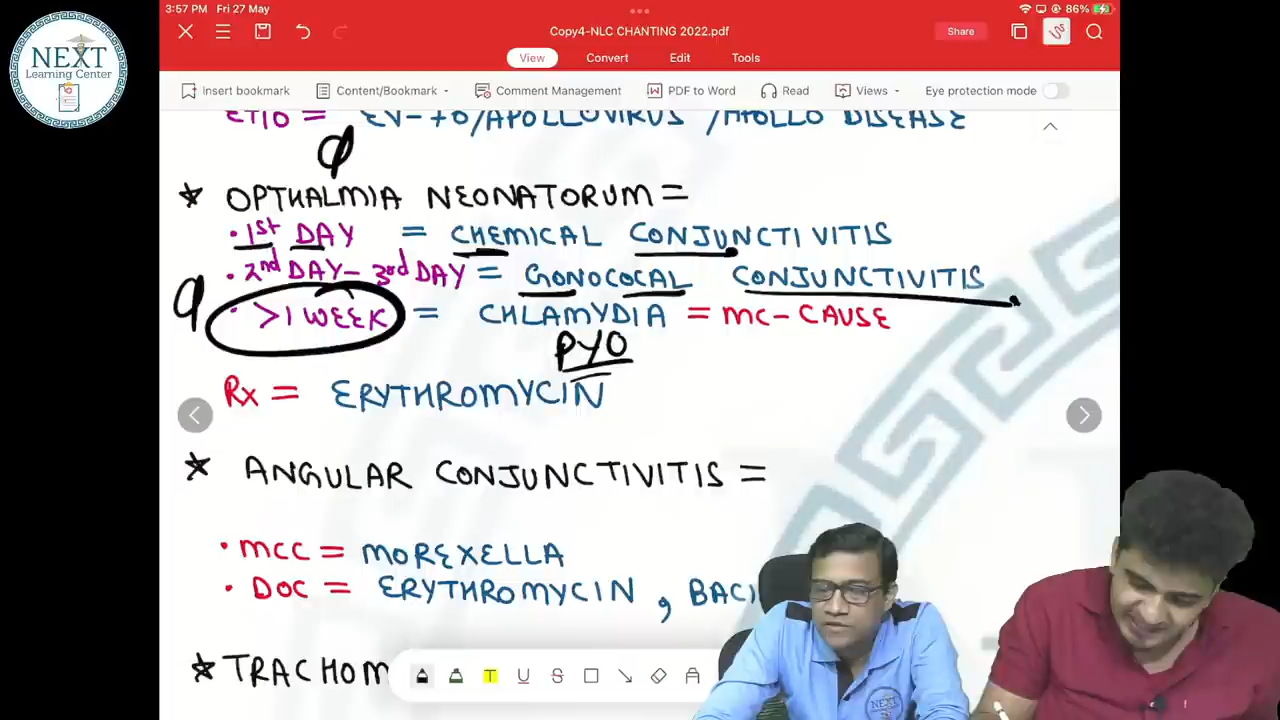 3:57 PM Fri 27 May
86%
NEXT
Learning Center
Copy4-NLC CHANTING 2022.pdf
Share
View Convert Edit Tools
Insert bookmark Content/Bookmark Comment Management PDF to Word Read Views Eye protection mode
ETIO = EV-70/APOLLOVIRUS /APOLLO DISEASE
* OPTHALMIA NEONATORUM =
• 1st DAY = CHEMICAL CONJUNCTIVITIS
• 2nd DAY - 3rd DAY = GONOCOCAL CONJUNCTIVITIS
• >1 WEEK = CHLAMYDIA = MC-CAUSE
PYO
Rx = ERYTHROMYCIN
* ANGULAR CONJUNCTIVITIS =
• MCC = MOREXELLA
• DOC = ERYTHROMYCIN , BACI
* TRACHOM